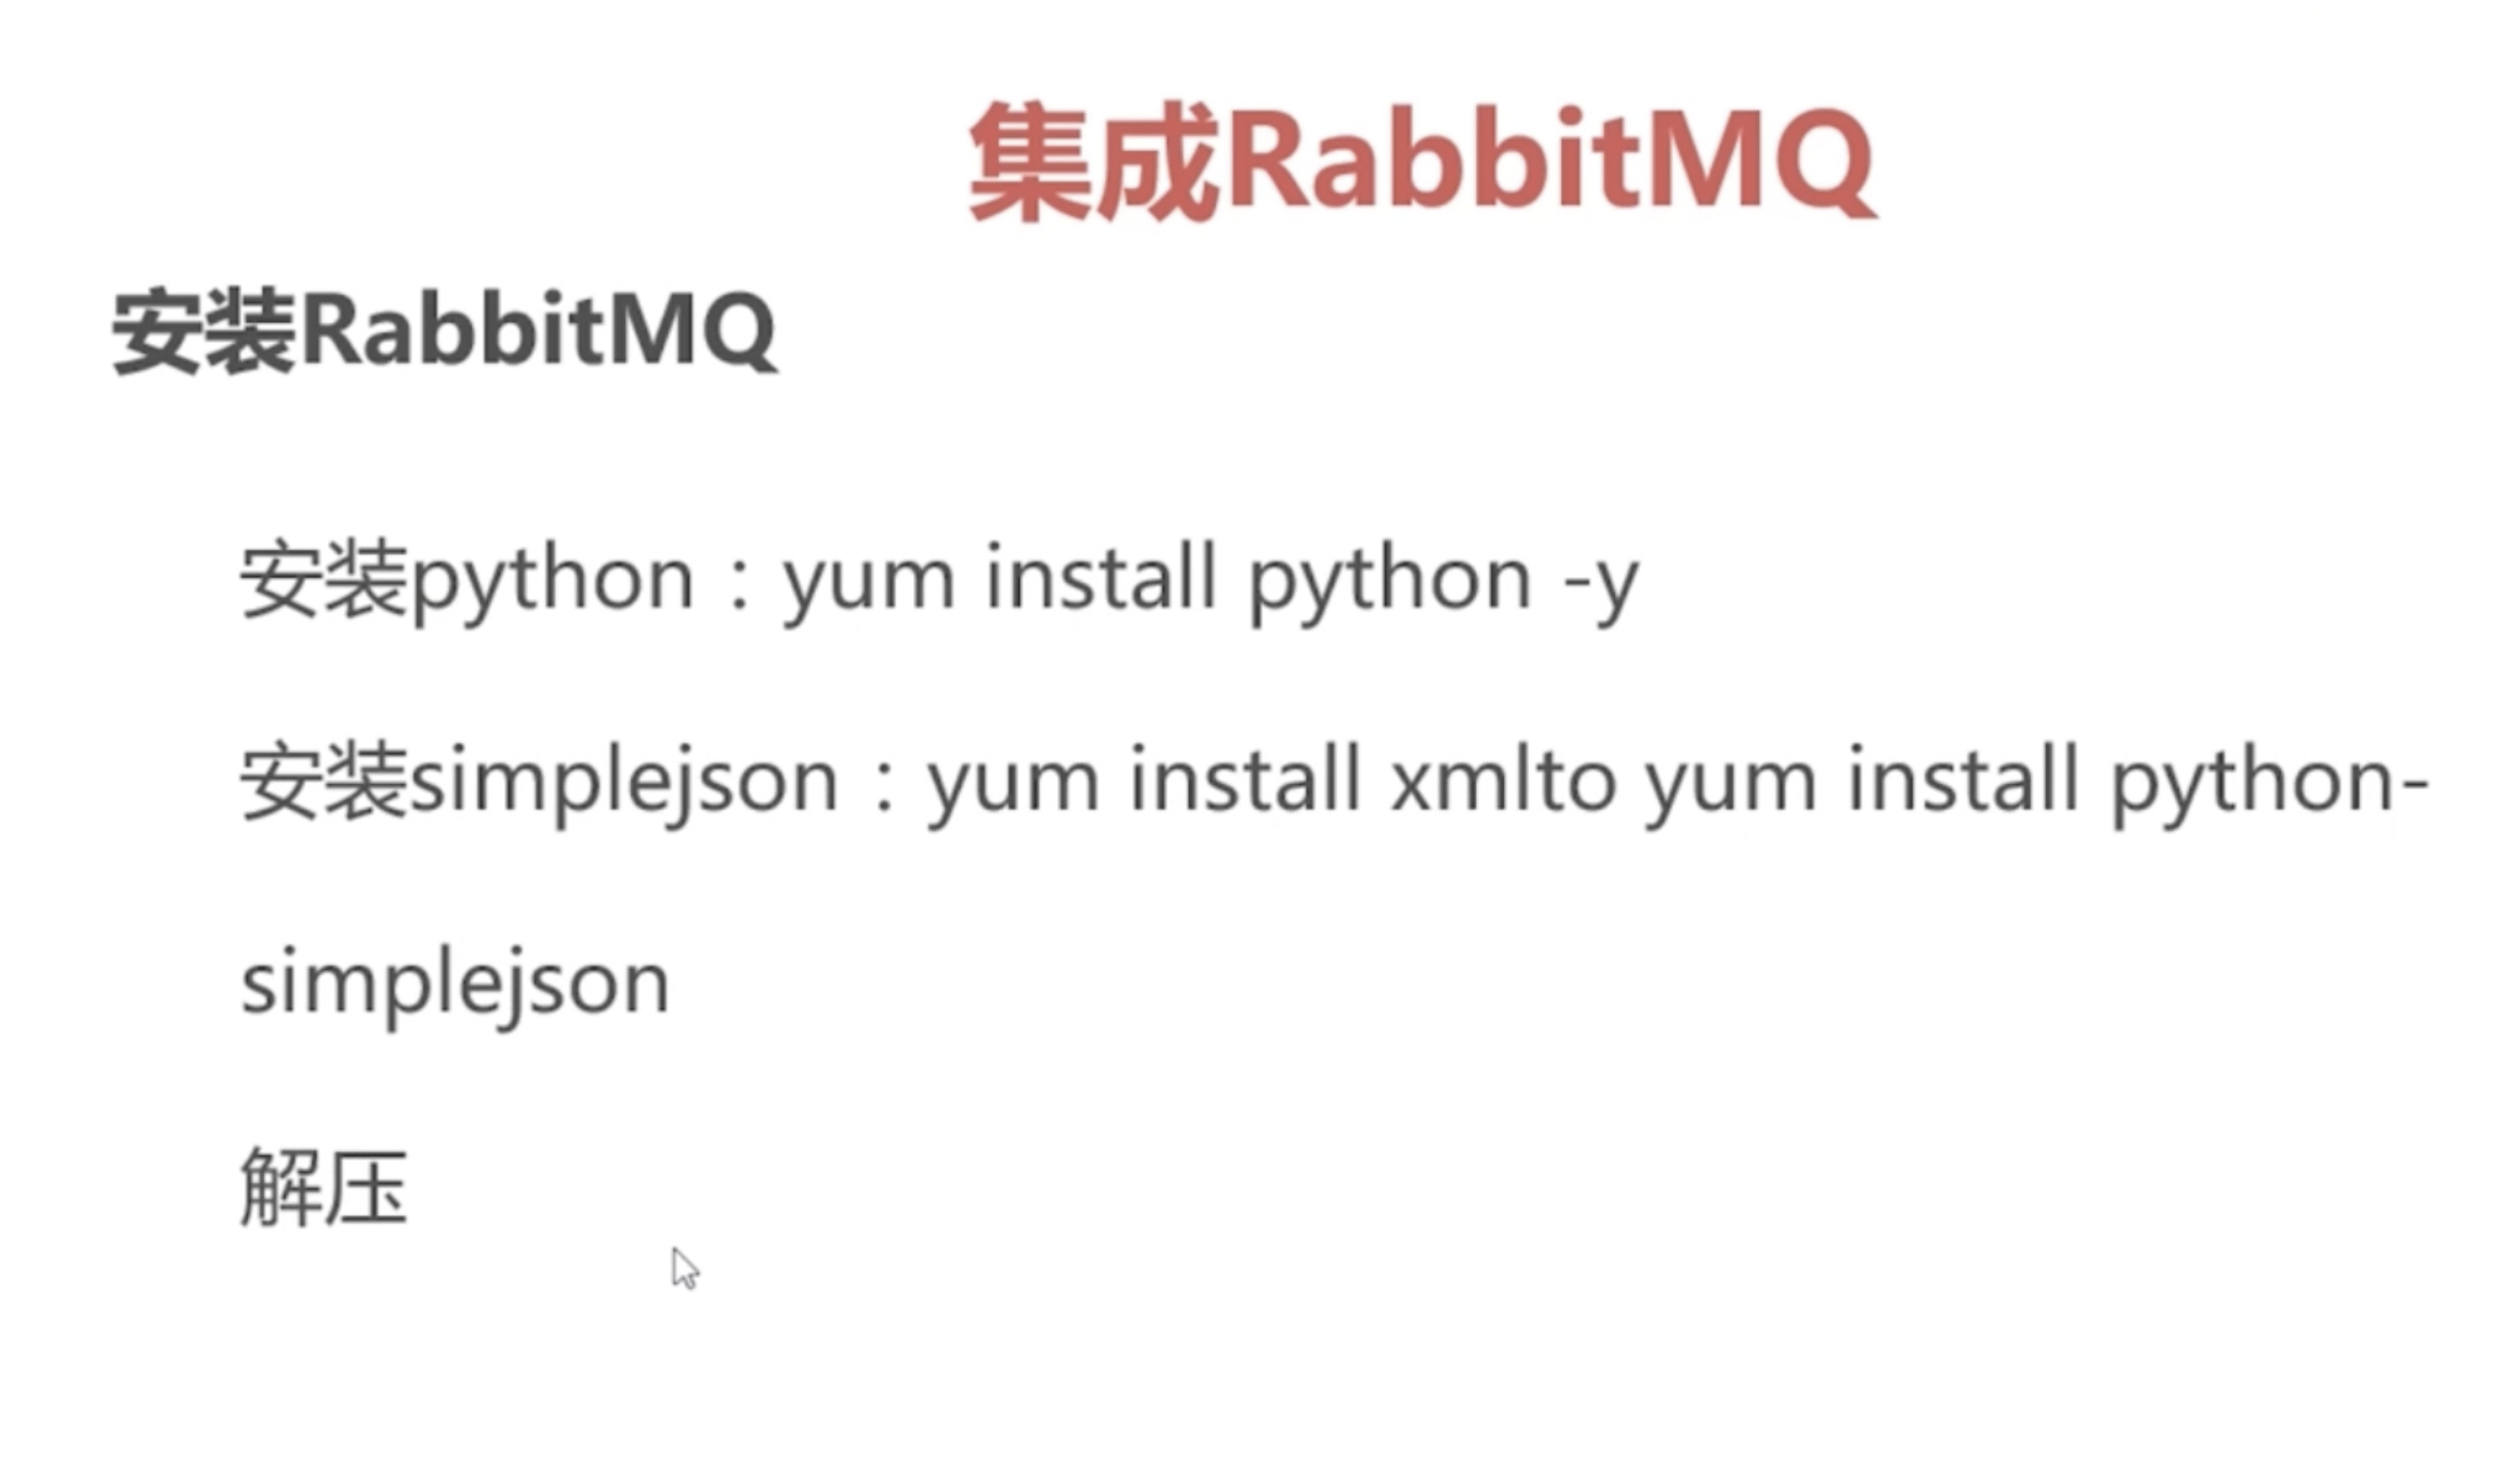 集成RabbitMQ
安装RabbitMQ
安装python：yum install python -y
安装simplejson：yum install xmlto yum install python-
simplejson
解压